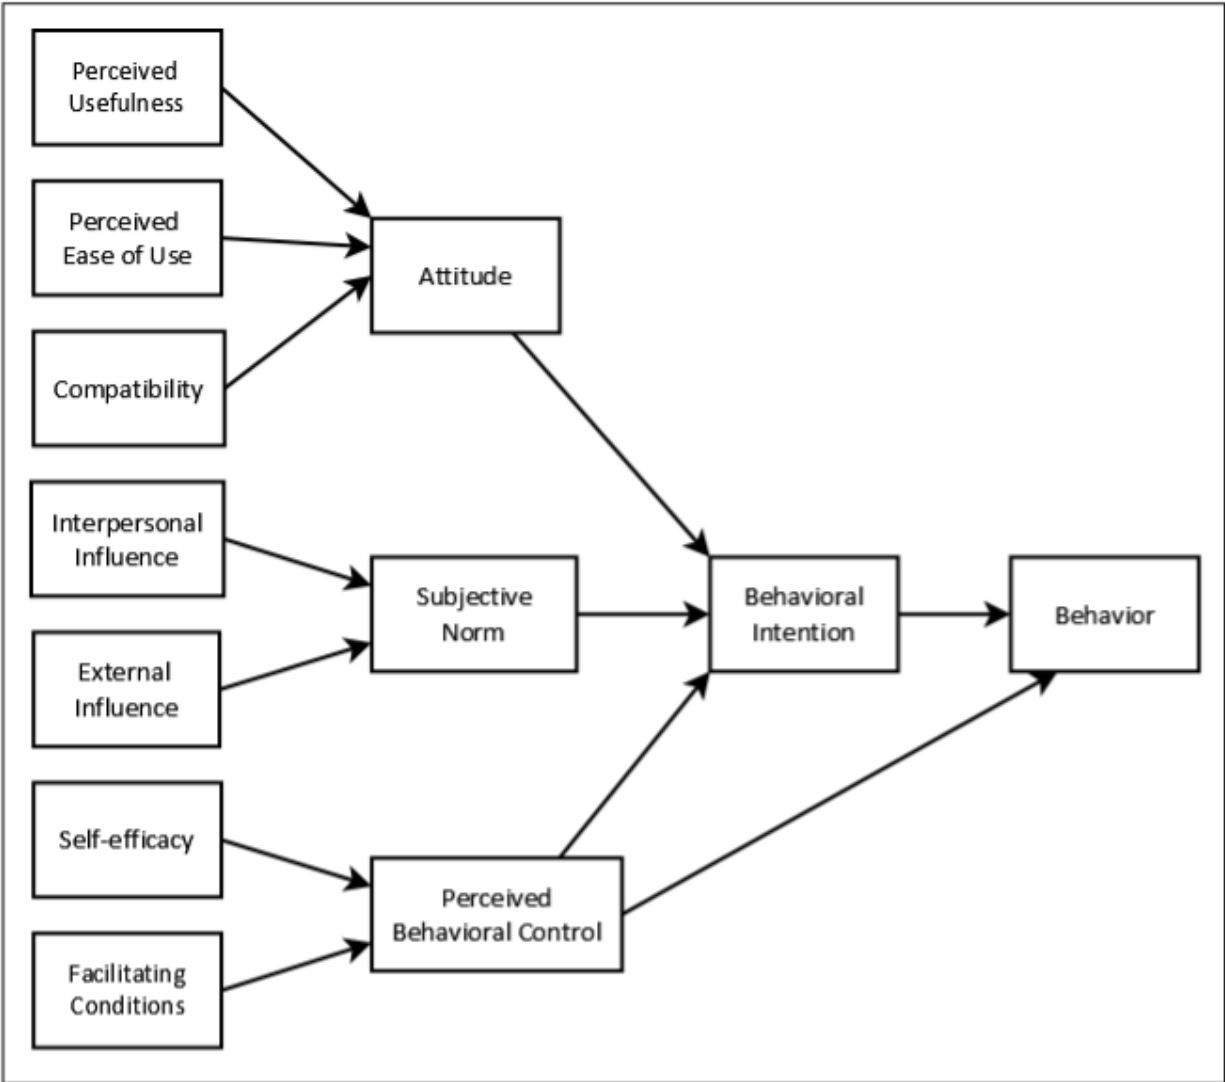 Perceived
Usefulness
Perceived
Ease of Use
Compatibility
Interpersonal
Influence
External
Influence
Self-efficacy
Facilitating
Conditions
Attitude
Subjective
Norm
Perceived
Behavioral Control
Behavioral
Intention
Behavior